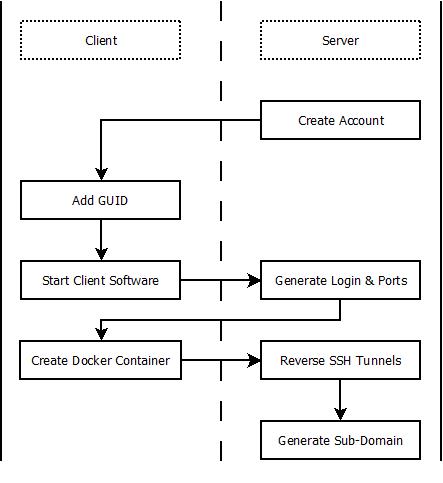 Client
Server
Create Account
Add GUID
Start Client Software
Generate Login & Ports
Create Docker Container
Reverse SSH Tunnels
Generate Sub-Domain